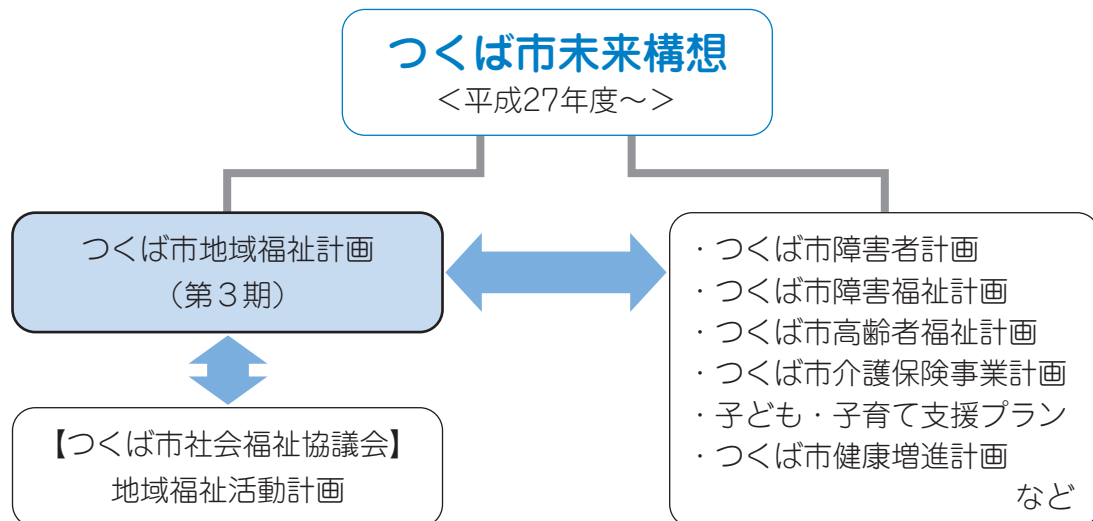 つくば市未来構想
＜平成27年度～＞
つくば市地域福祉計画
（第３期）
【つくば市社会福祉協議会】
地域福祉活動計画
・つくば市障害者計画
・つくば市障害福祉計画
・つくば市高齢者福祉計画
・つくば市介護保険事業計画
・子ども・子育て支援プラン
・つくば市健康増進計画
など